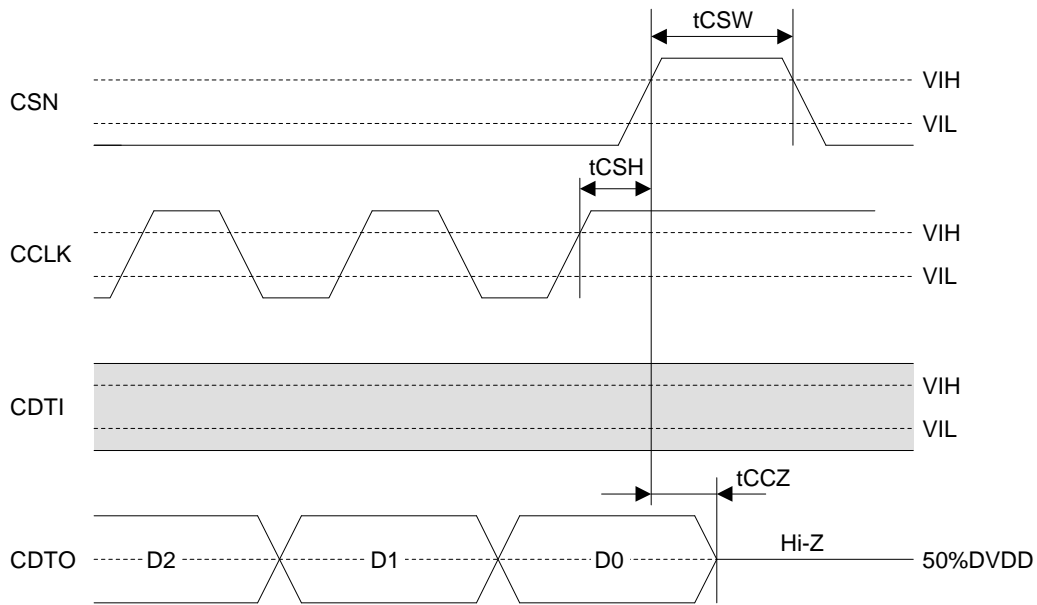 tCSW
VIH
CSN
VIL
tCSH
VIH
CCLK
VIL
VIH
CDTI
VIL
tCCZ
Hi-Z
CDTO D2 D1 D0 50%DVDD